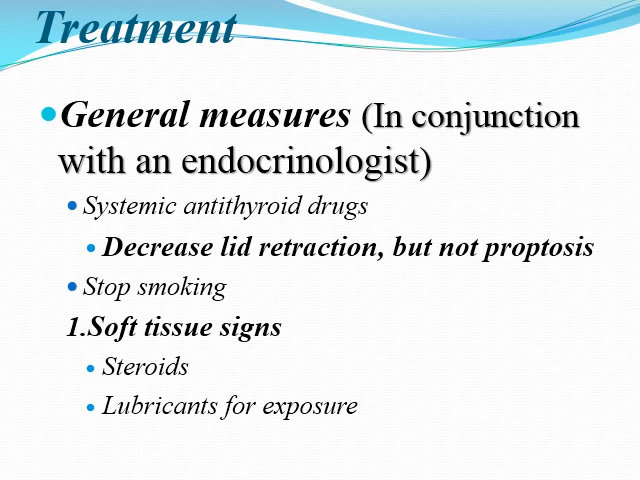 Treatment
General measures (In conjunction
with an endocrinologist)
Systemic antithyroid drugs
Decrease lid retraction, but not proptosis
Stop smoking
1.Soft tissue signs
Steroids
Lubricants for exposure